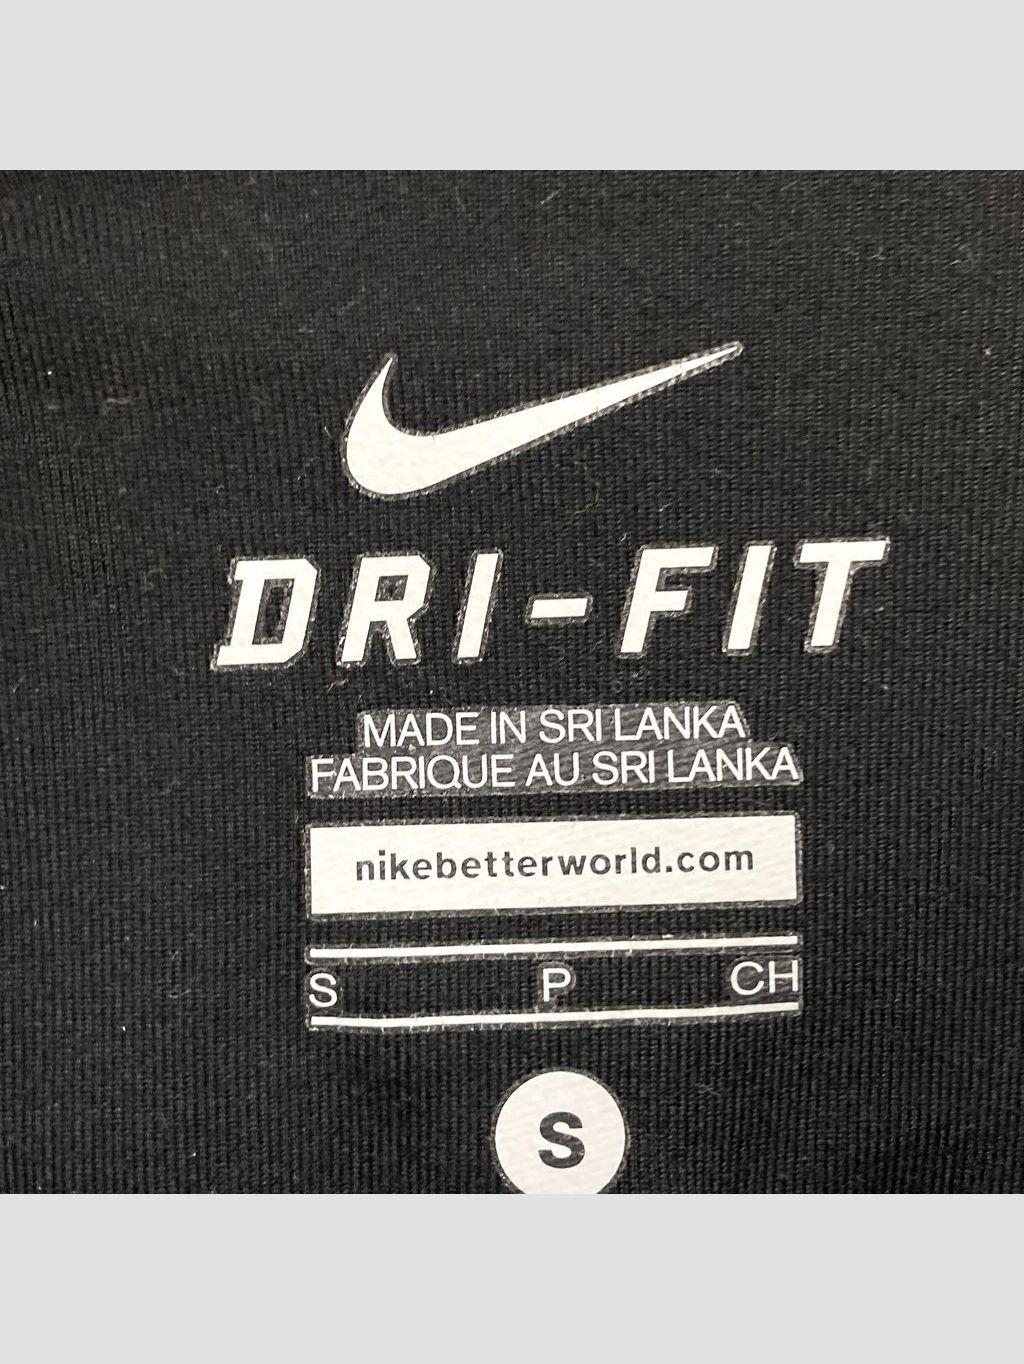 DRI-FIT
MADE IN SRI LANKA
FABRIQUE AU SRI LANKA
nikebetterworld.com
S P CH
S